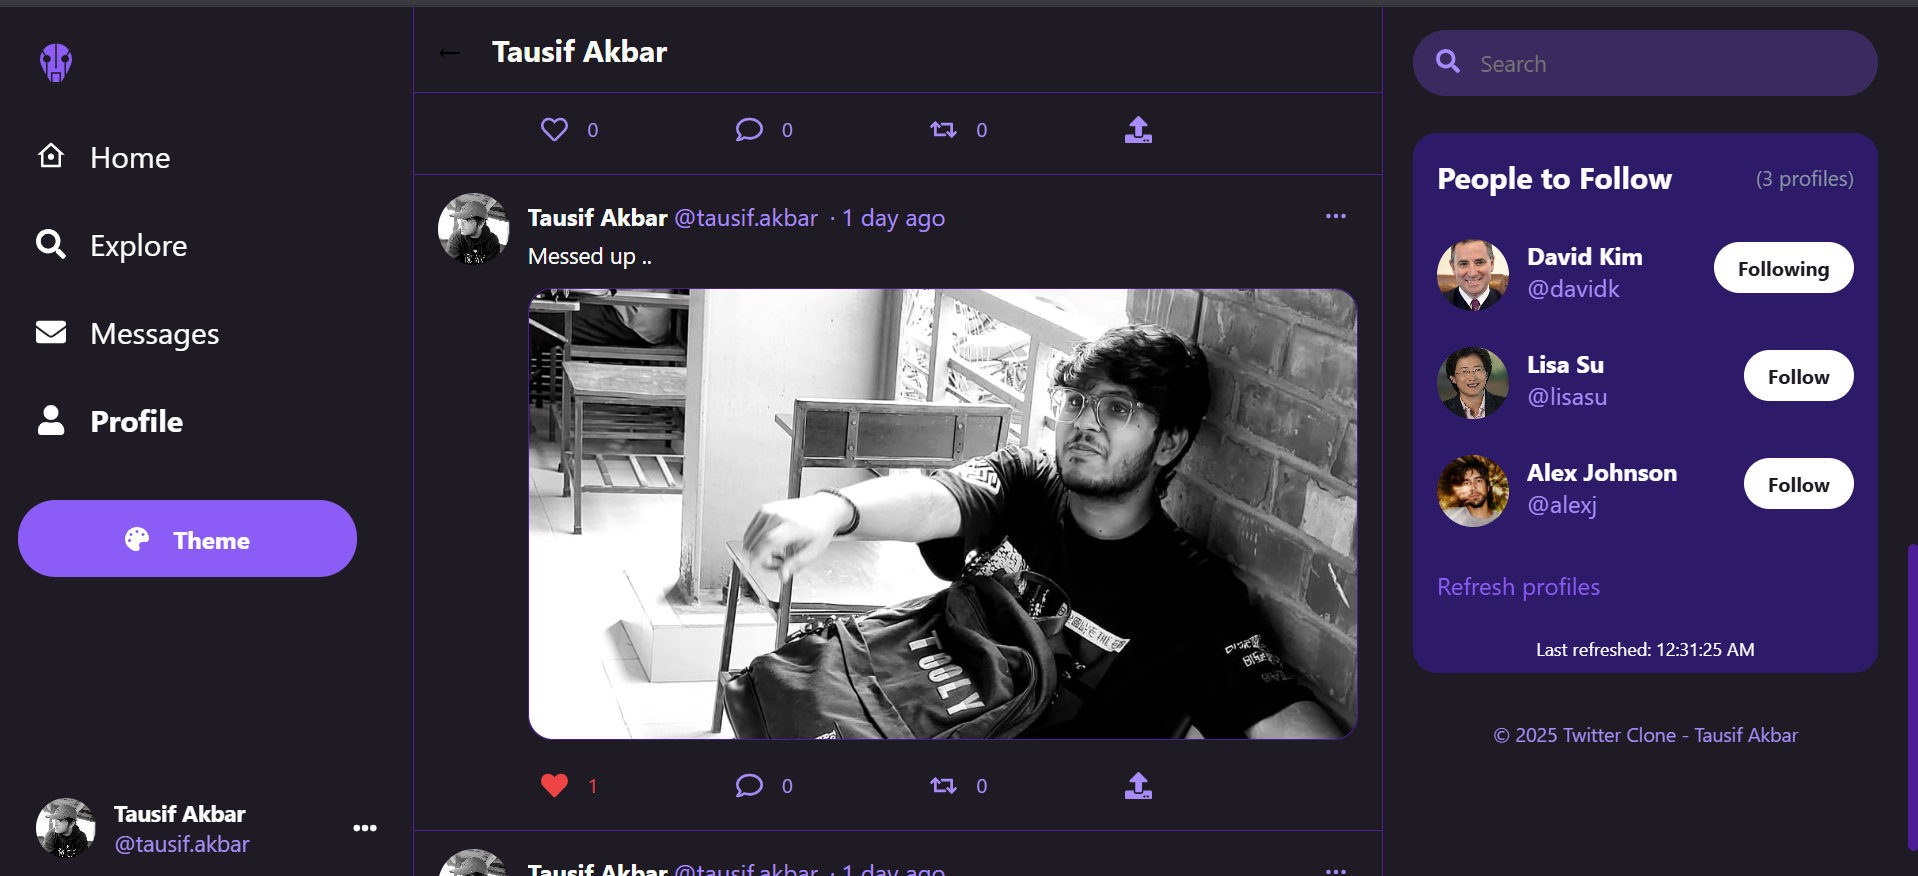 Home
Explore
Messages
Profile
Theme
Tausif Akbar
@tausif.akbar
← Tausif Akbar
0 0 0
Tausif Akbar @tausif.akbar · 1 day ago
Messed up ..
TCOLY
1 0 0
Tausif Akbar @tausif.akbar · 1 day ago
Search
People to Follow (3 profiles)
David Kim
@davidk
Following
Lisa Su
@lisasu
Follow
Alex Johnson
@alexj
Follow
Refresh profiles
Last refreshed: 12:31:25 AM
© 2025 Twitter Clone - Tausif Akbar